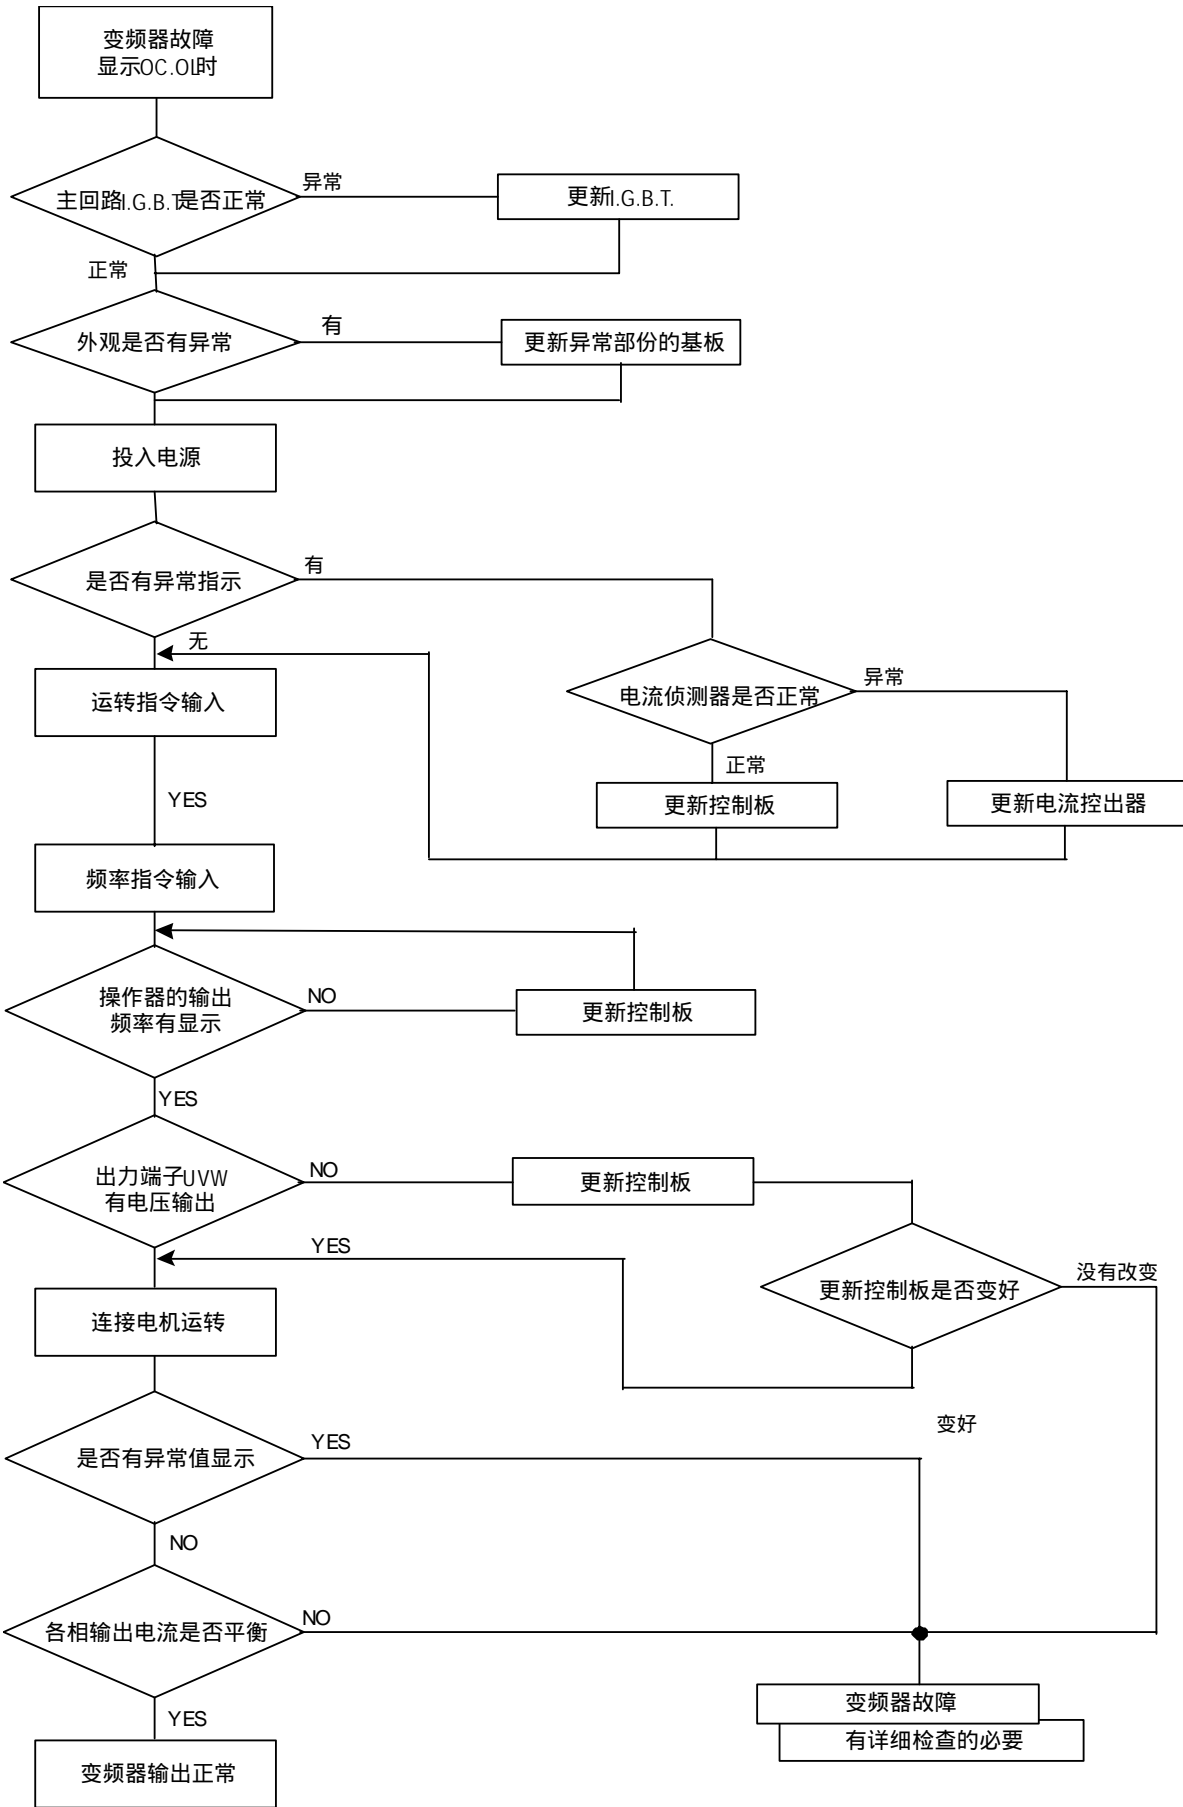 变频器故障
显示OC.OL时
主回路I.G.B.T是否正常
异常
更新I.G.B.T.
正常
外观是否有异常
有
更新异常部份的基板
投入电源
是否有异常指示
有
无
运转指令输入
电流侦测器是否正常
异常
正常
更新控制板
更新电流控出器
YES
频率指令输入
操作器的输出
频率有显示
NO
更新控制板
YES
出力端子UVW
有电压输出
NO
更新控制板
YES
更新控制板是否变好
没有改变
连接电机运转
变好
是否有异常值显示
YES
NO
各相输出电流是否平衡
NO
YES
变频器故障
有详细检查的必要
变频器输出正常